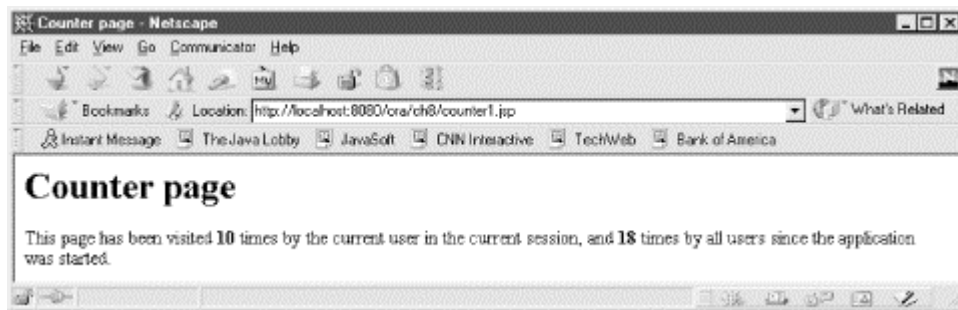 Counter page - Netscape
File Edit View Go Communicator Help
My
Bookmarks Location: http://localhost:8080/ora/ch8/counter1.jsp What's Related
Instant Message The Java Lobby JavaSoft CNN Interactive TechWeb Bank of America
Counter page
This page has been visited 10 times by the current user in the current session, and 18 times by all users since the application
was started.